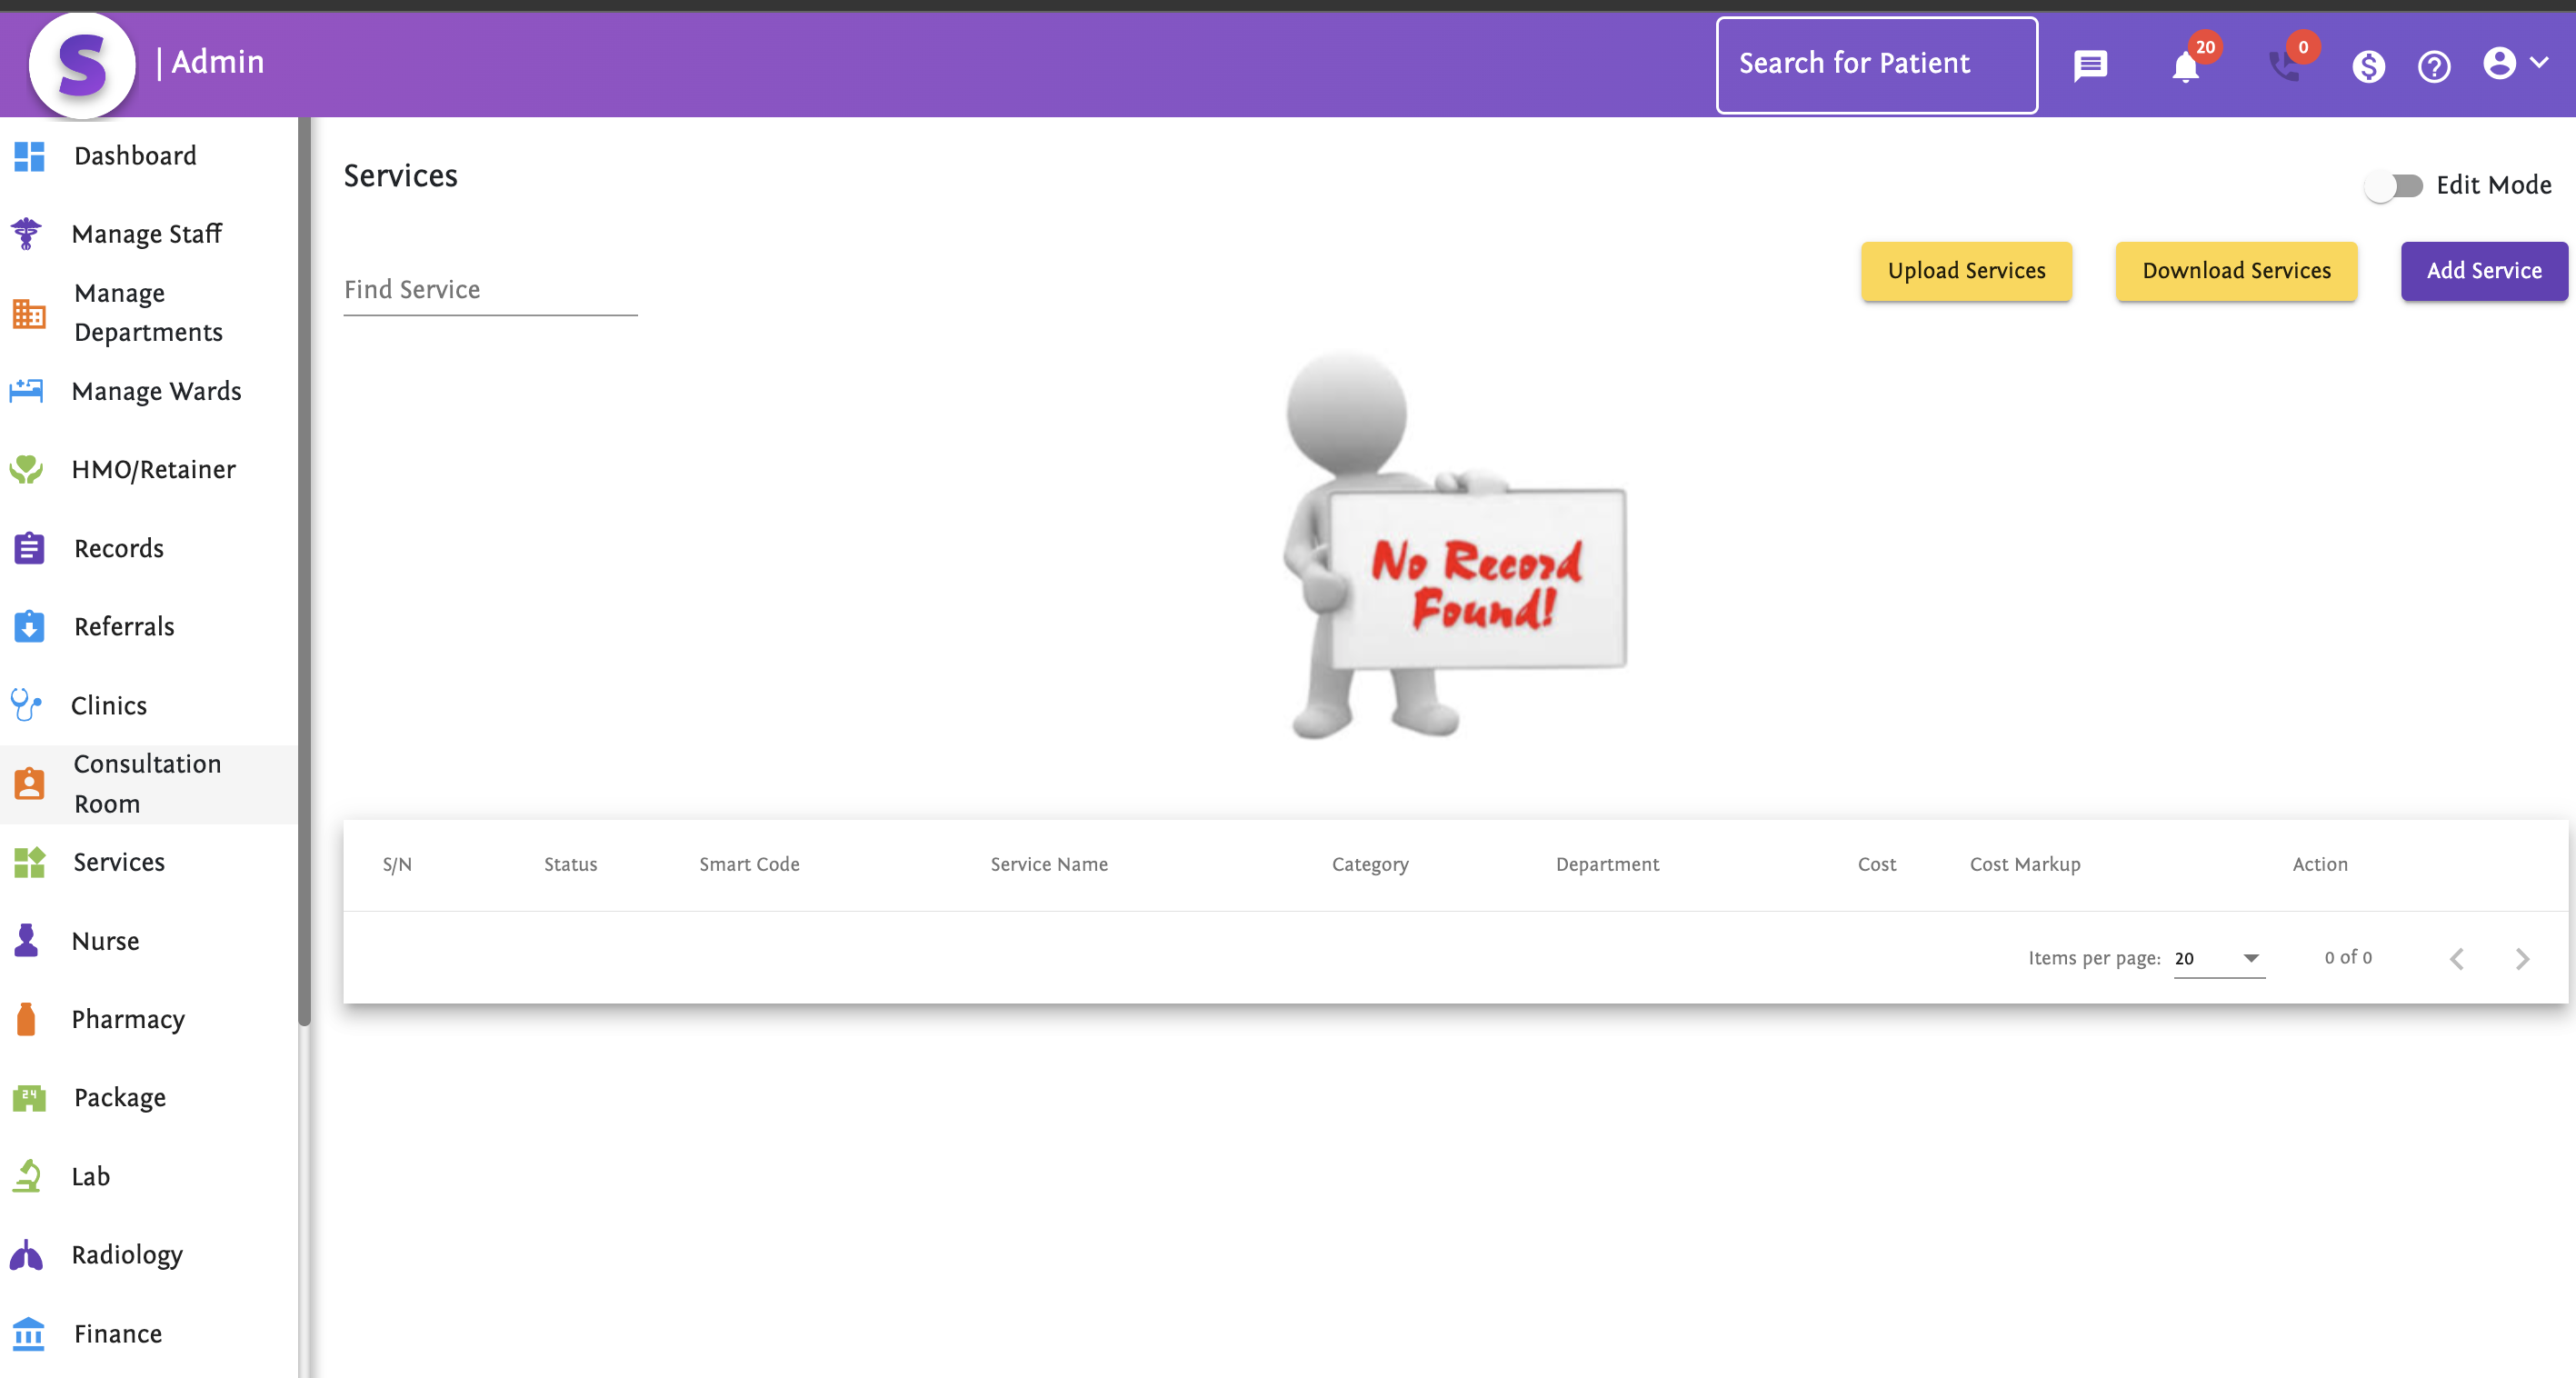 S | Admin
Search for Patient
20
0
Dashboard
Manage Staff
Manage
Departments
Manage Wards
HMO/Retainer
Records
Referrals
Clinics
Consultation
Room
Services
Nurse
Pharmacy
24
Package
Lab
Radiology
Finance
Services
Edit Mode
Find Service
Upload Services
Download Services
Add Service
No Record
Found!
S/N Status Smart Code Service Name Category Department Cost Cost Markup Action
Items per page: 20 0 of 0